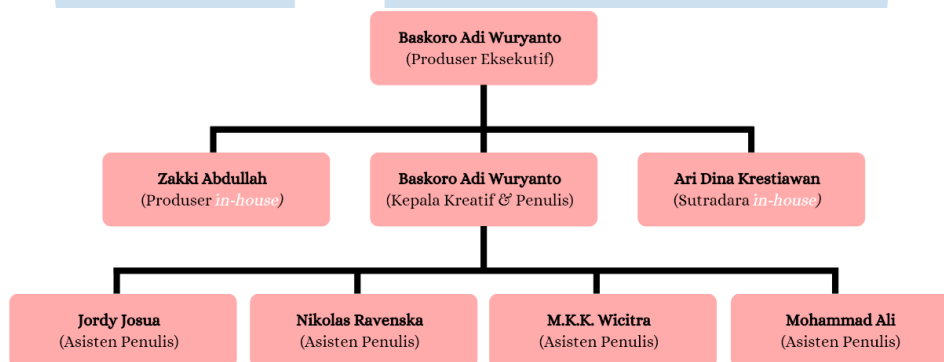 Baskoro Adi Wuryanto
(Produser Eksekutif)
Zakki Abdullah
(Produser in-house)
Baskoro Adi Wuryanto
(Kepala Kreatif & Penulis)
Ari Dina Krestiawan
(Sutradara in-house)
Jordy Josua
(Asisten Penulis)
Nikolas Ravenska
(Asisten Penulis)
M.K.K. Wicitra
(Asisten Penulis)
Mohammad Ali
(Asisten Penulis)